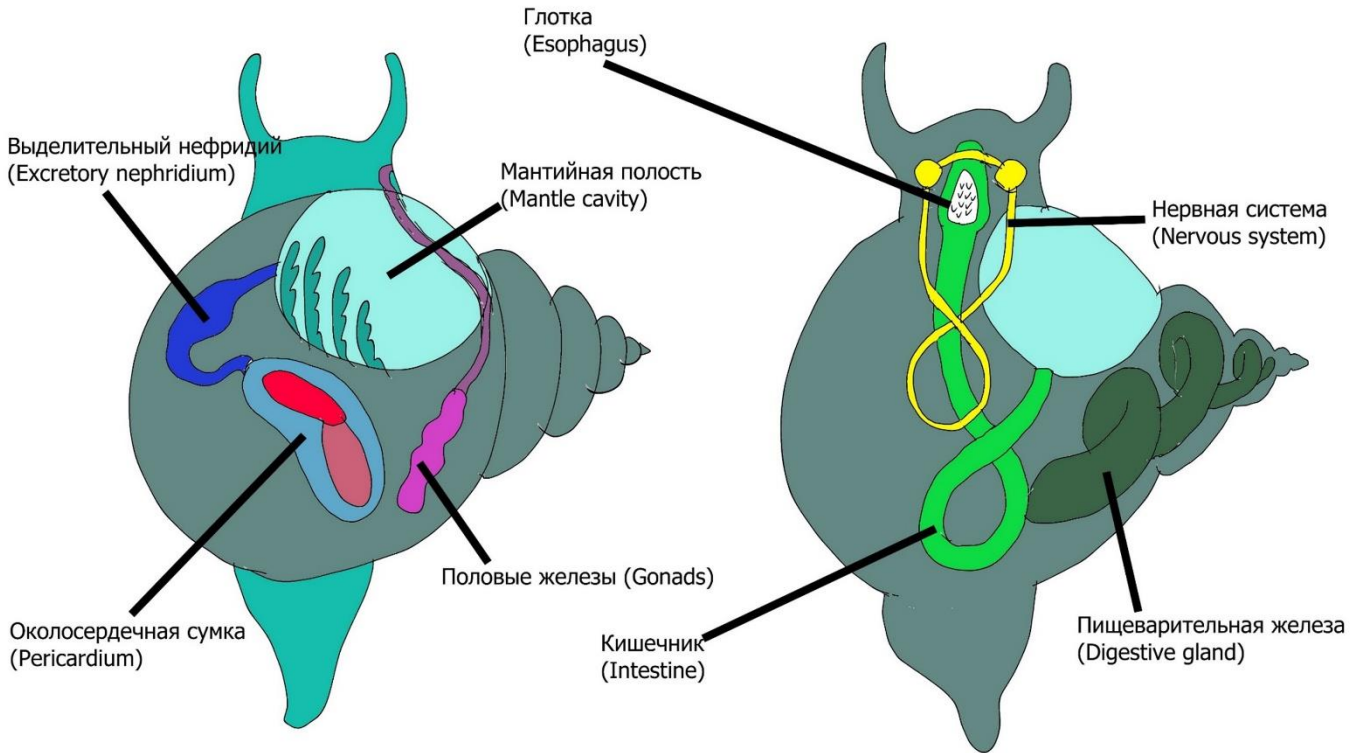 Глотка
(Esophagus)
Выделительный нефридий
(Excretory nephridium)
Мантийная полость
(Mantle cavity)
Нервная система
(Nervous system)
Половые железы (Gonads)
Околосердечная сумка
(Pericardium)
Кишечник
(Intestine)
Пищеварительная железа
(Digestive gland)